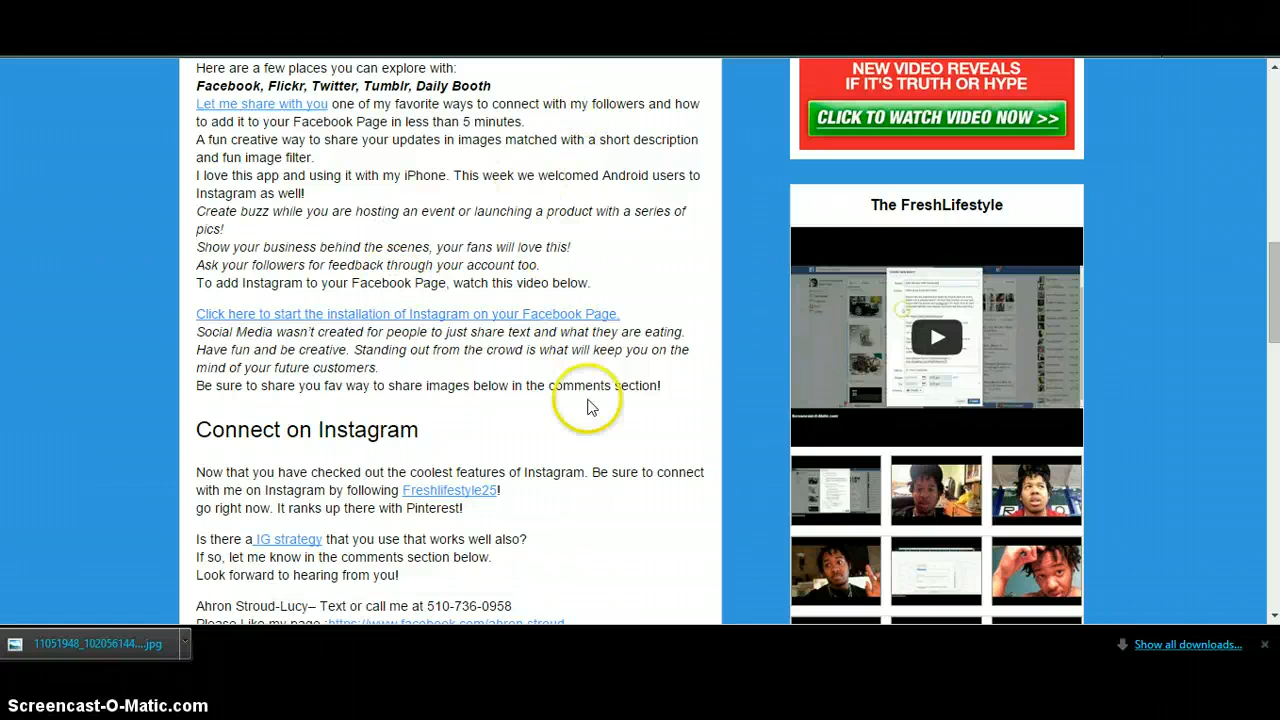 Here are a few places you can explore with:
Facebook, Flickr, Twitter, Tumblr, Daily Booth
Let me share with you one of my favorite ways to connect with my followers and how
to add it to your Facebook Page in less than 5 minutes.
A fun creative way to share your updates in images matched with a short description
and fun image filter.
I love this app and using it with my iPhone. This week we welcomed Android users to
Instagram as well!
Create buzz while you are hosting an event or launching a product with a series of
pics!
Show your business behind the scenes, your fans will love this!
Ask your followers for feedback through your account too.
To add Instagram to your Facebook Page, watch this video below.
Click here to start the installation of Instagram on your Facebook Page.
Social Media wasn't created for people to just share text and what they are eating.
Have fun and be creative. Standing out from the crowd is what will keep you on the
mind of your future customers.
Be sure so share you fav way to share images below in the comments section!
Connect on Instagram
Now that you have checked out the coolest features of Instagram. Be sure to connect
with me on Instagram by following Freshlifestyle25!
go right now. It ranks up there with Pinterest!
Is there a IG strategy that you use that works well also?
If so, let me know in the comments section below.
Look forward to hearing from you!
Ahron Stroud-Lucy– Text or call me at 510-736-0958
Please Like my page :https://www.facebook.com/ahron.stroud
NEW VIDEO REVEALS
IF IT'S TRUTH OR HYPE
CLICK TO WATCH VIDEO NOW >>
The FreshLifestyle
11051948_102056144....jpg
Show all downloads...
Screencast-O-Matic.com